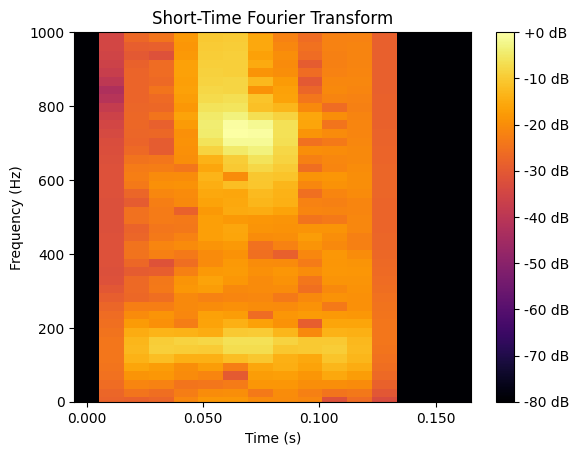 Short-Time Fourier Transform
1000
800
600
400
200
0
Frequency (Hz)
0.000
0.050
0.100
0.150
Time (s)
+0 dB
-10 dB
-20 dB
-30 dB
-40 dB
-50 dB
-60 dB
-70 dB
-80 dB